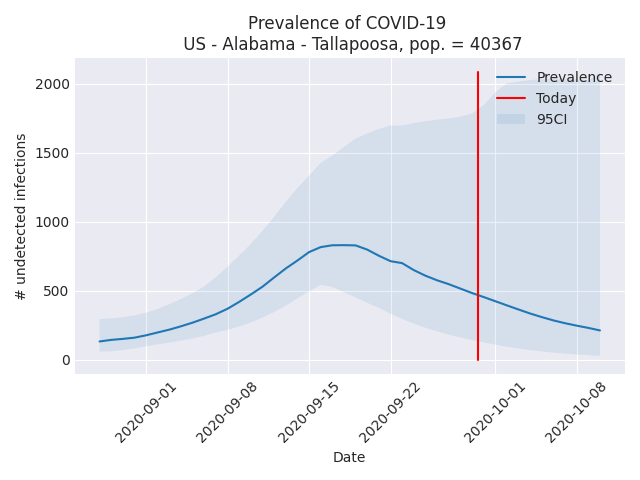 Prevalence of COVID-19
US - Alabama - Tallapoosa, pop. = 40367
# undetected infections
2000
1500
1000
500
0
Prevalence
Today
95CI
2020-09-01
2020-09-08
2020-09-15
2020-09-22
2020-10-01
2020-10-08
Date